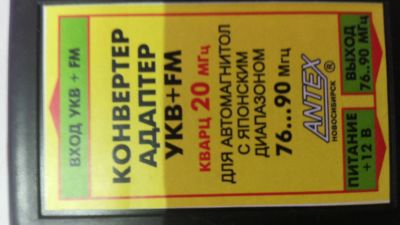 ВХОД УКВ + FM
КОНВЕРТЕР
АДАПТЕР
УКВ+FM
КВАРЦ 20 МГц
ДЛЯ АВТОМАГНИТОЛ
С ЯПОНСКИМ
ДИАПАЗОНОМ
76...90 МГц
ANTEX ®
НОВОСИБИРСК
ПИТАНИЕ
+12 В
ВЫХОД
76..90 МГц